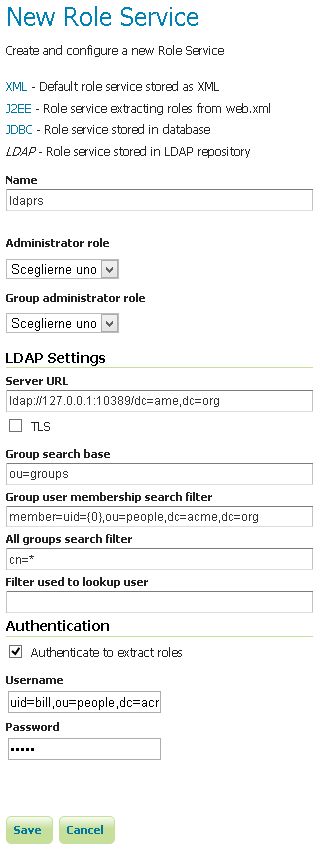 New Role Service
Create and configure a new Role Service
XML - Default role service stored as XML
J2EE - Role service extracting roles from web.xml
JDBC - Role service stored in database
LDAP - Role service stored in LDAP repository
Name
ldaprs
Administrator role
Sceglierne uno
Group administrator role
Sceglierne uno
LDAP Settings
Server URL
ldap://127.0.0.1:10389/dc=ame,dc=org
TLS
Group search base
ou=groups
Group user membership search filter
member=uid={0},ou=people,dc=acme,dc=org
All groups search filter
cn=*
Filter used to lookup user
Authentication
Authenticate to extract roles
Username
uid=bill,ou=people,dc=acr
Password
•••••
Save Cancel